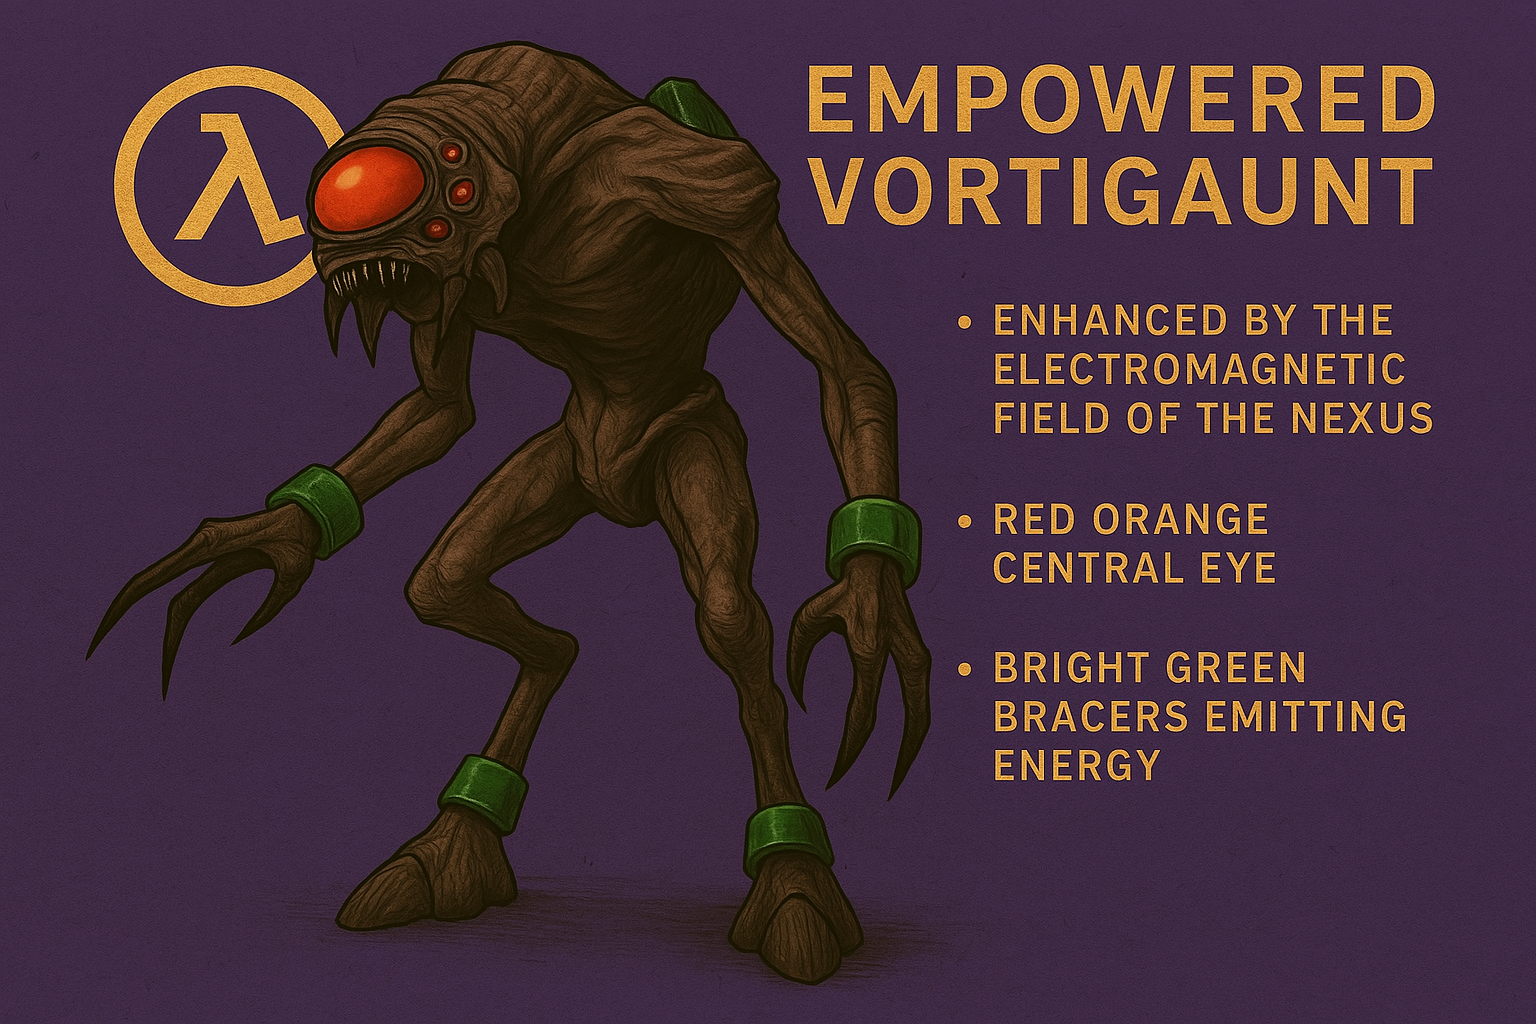 λ
EMPOWERED
VORTIGAUNT
• ENHANCED BY THE
ELECTROMAGNETIC
FIELD OF THE NEXUS
• RED ORANGE
CENTRAL EYE
• BRIGHT GREEN
BRACERS EMITTING
ENERGY